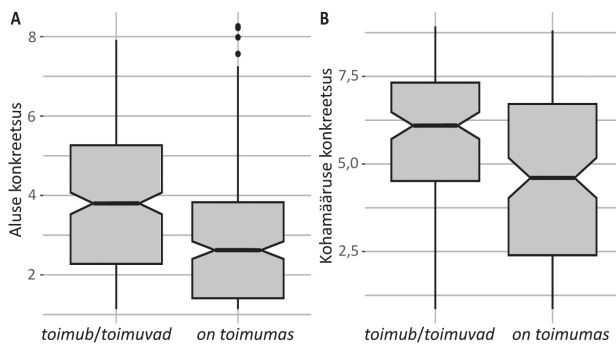 A
Aluse konkreetsus
8
6
4
2
toimub/toimuvad
on toimumas
B
Kohamääruse konkreetsus
7,5
5,0
2,5
toimub/toimuvad
on toimumas